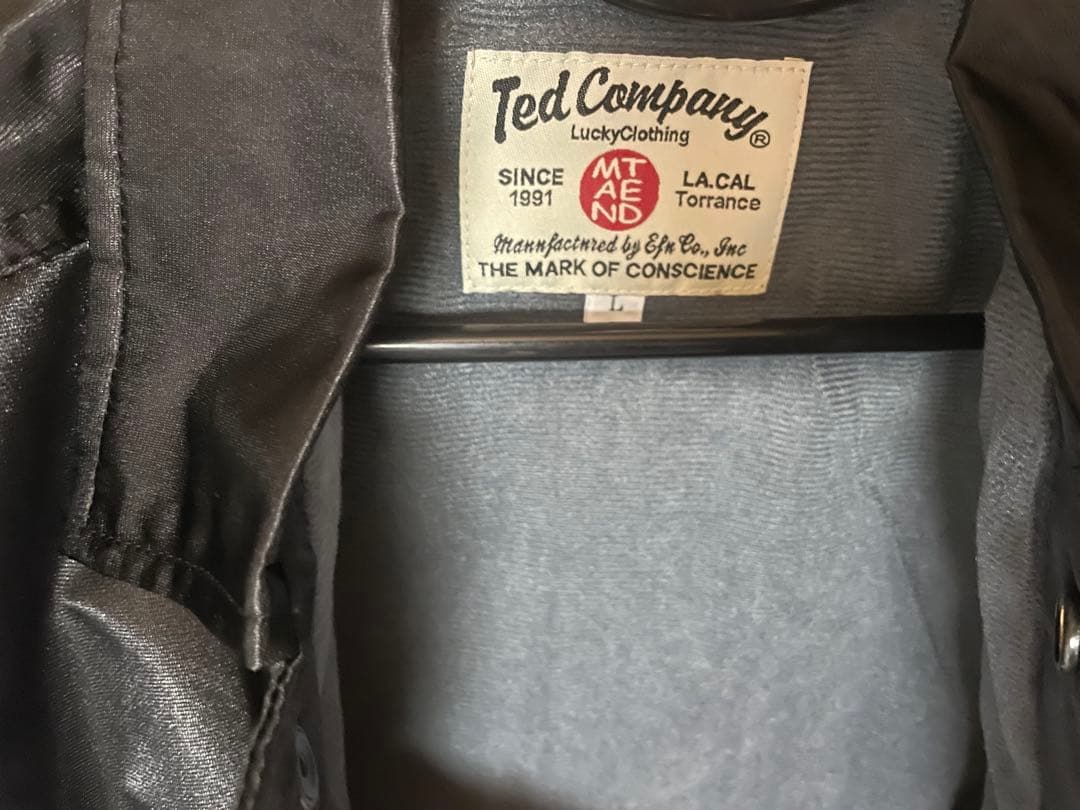 Ted Company®
LuckyClothing
SINCE
1991
MT
AE
ND
LA.CAL
Torrance
Mannfactnred by Efn Co., Inc
THE MARK OF CONSCIENCE
L